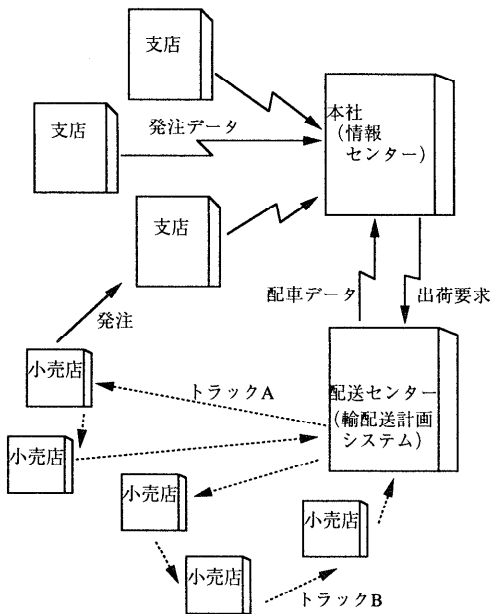 支店
支店
発注データ
本社
(情報
センター)
支店
配車データ
出荷要求
発注
小売店
トラックA
配送センター
(輸配送計画
システム)
小売店
小売店
小売店
小売店
トラックB